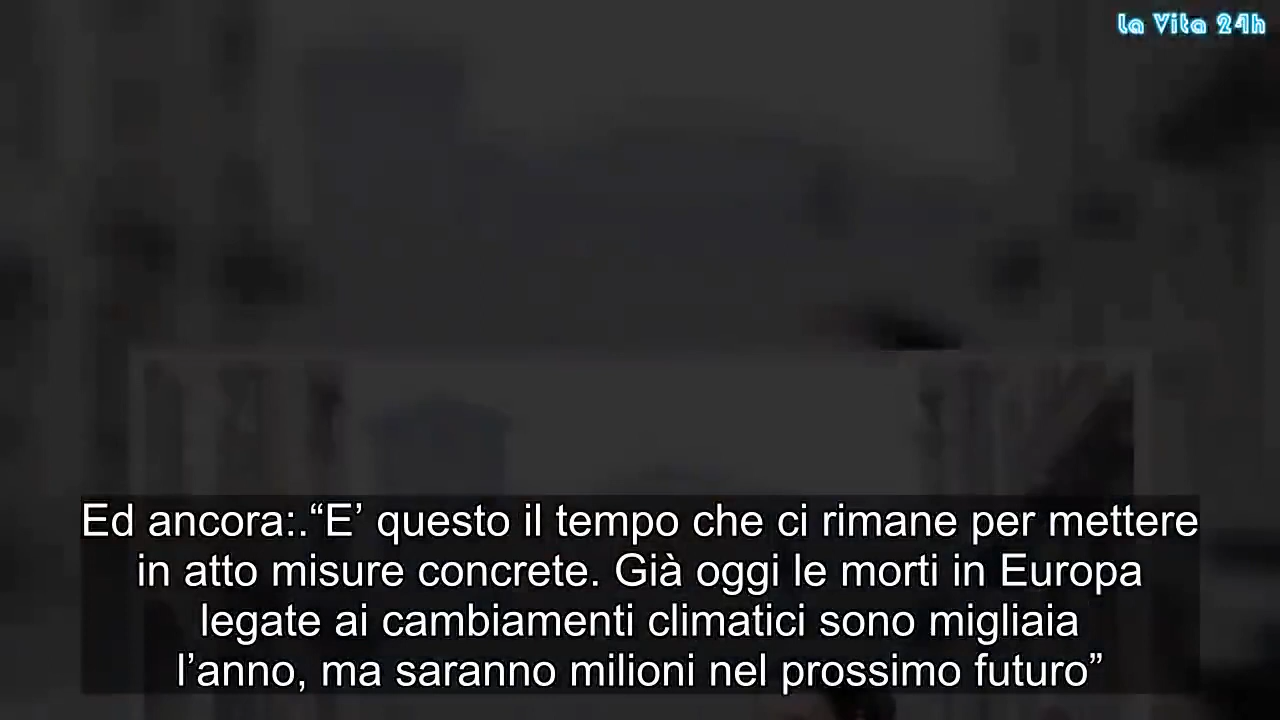 La Vita 24h
Ed ancora:.“E’ questo il tempo che ci rimane per mettere
in atto misure concrete. Già oggi le morti in Europa
legate ai cambiamenti climatici sono migliaia
l’anno, ma saranno milioni nel prossimo futuro”